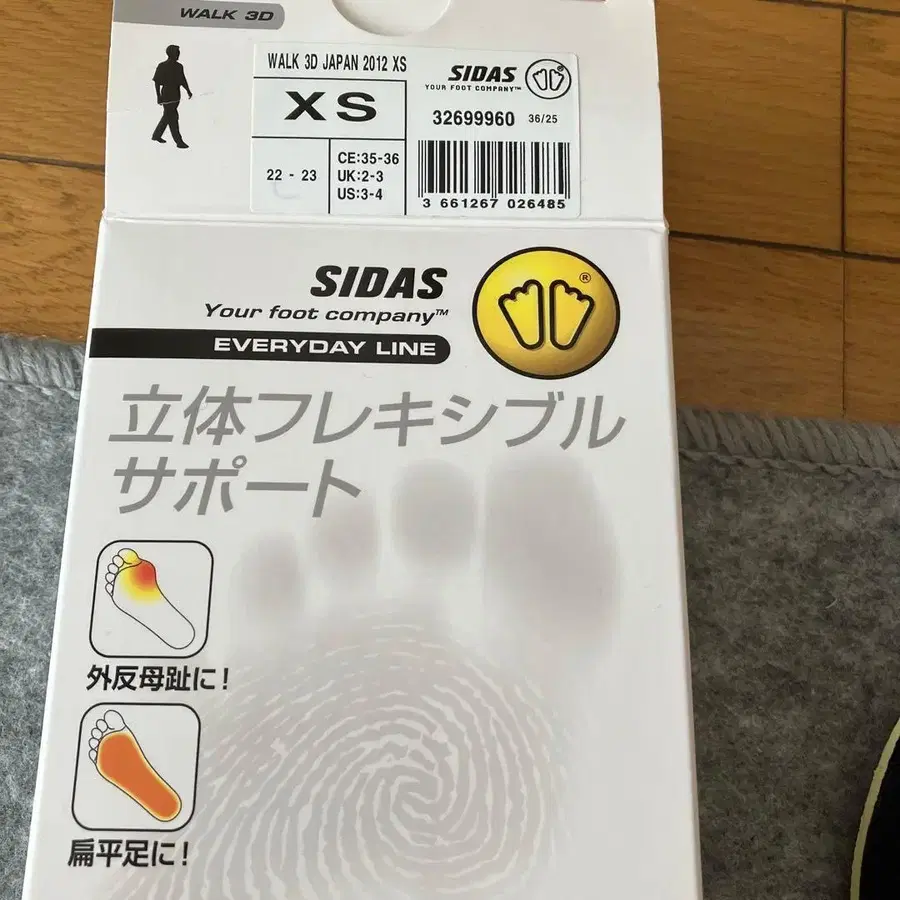 WALK 3D
WALK 3D JAPAN 2012 XS
XS
22 - 23
CE:35-36
UK:2-3
US:3-4
SIDAS
YOUR FOOT COMPANY™
32699960 36/25
3 661267 026485
SIDAS
Your foot company™
EVERYDAY LINE
®
立体フレキシブル
サポート
外反母趾に!
扁平足に!